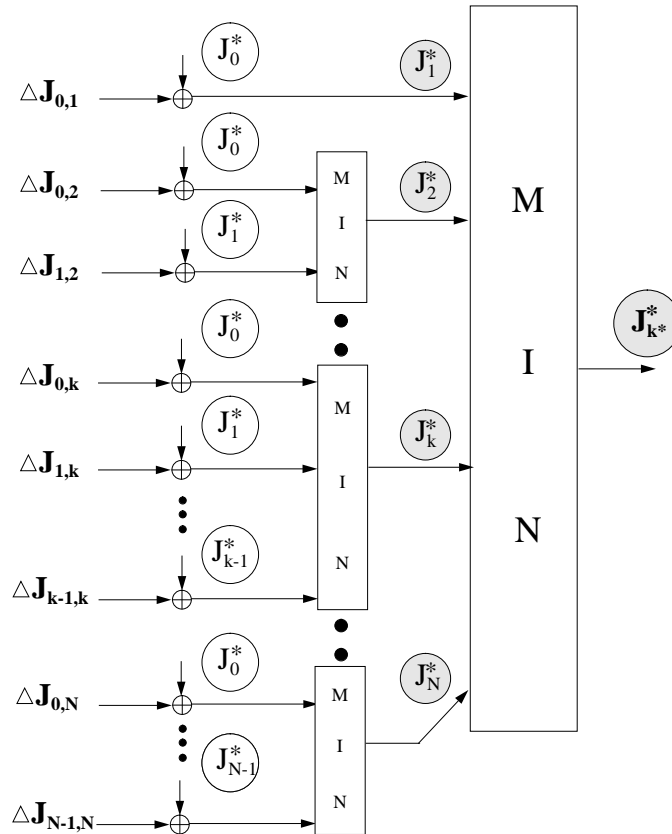 J*0
J*1
△J0,1
J*0
△J0,2
J*2
M
I
N
J*1
△J1,2
J*0
△J0,k
J*1
J*k
M
I
N
△J1,k
J*k-1
△Jk-1,k
J*0
J*N
△J0,N
M
I
N
J*N-1
△JN-1,N
M
I
N
J*k*